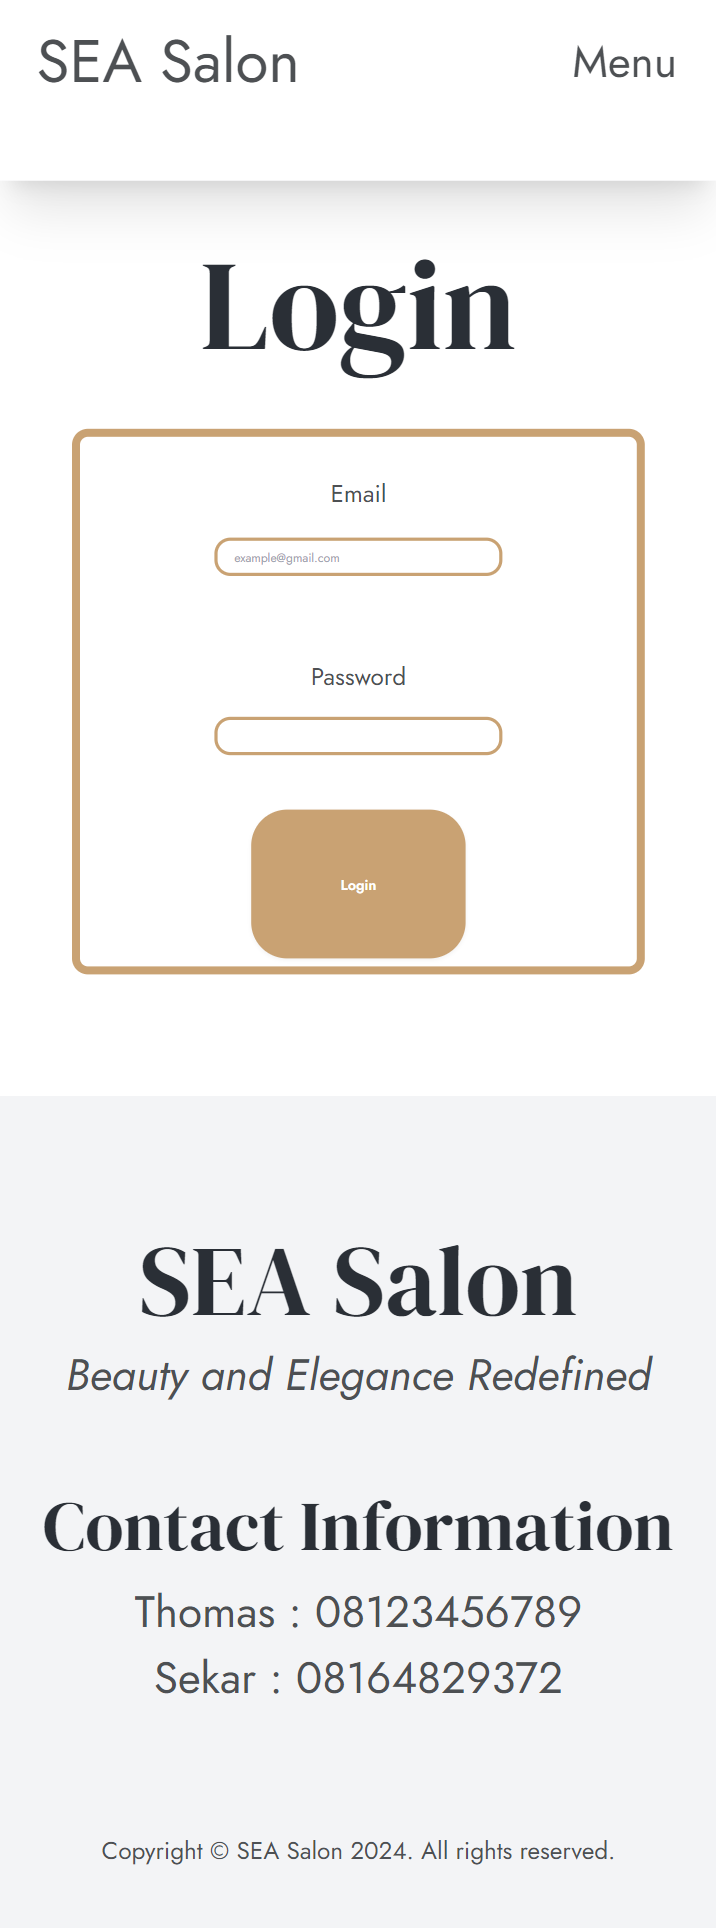 SEA Salon
Menu
Login
Email
example@gmail.com
Password
Login
SEA Salon
Beauty and Elegance Redefined
Contact Information
Thomas : 08123456789
Sekar : 08164829372
Copyright © SEA Salon 2024. All rights reserved.